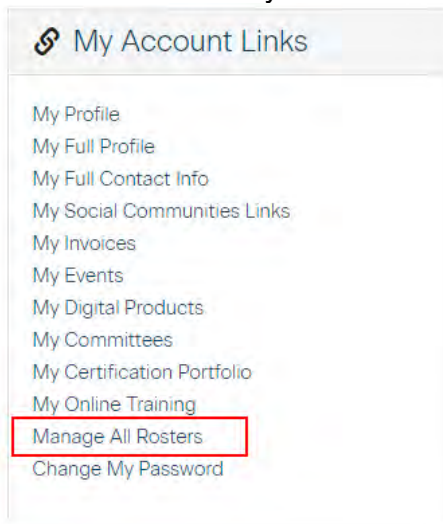 My Account Links
My Profile
My Full Profile
My Full Contact Info
My Social Communities Links
My Invoices
My Events
My Digital Products
My Committees
My Certification Portfolio
My Online Training
Manage All Rosters
Change My Password